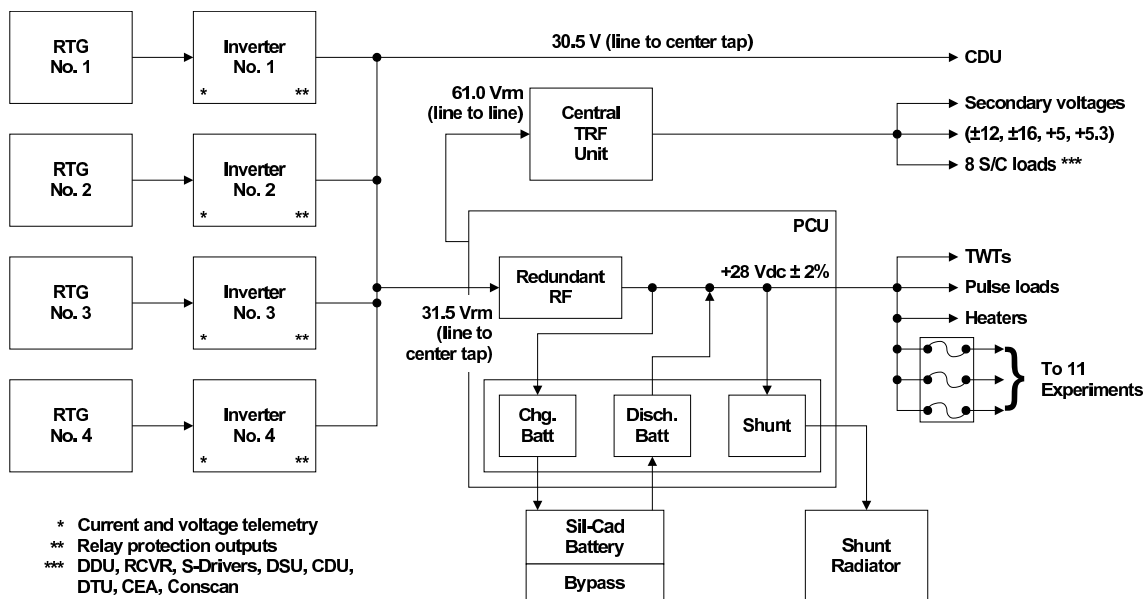 RTG
No. 1
Inverter
No. 1
* **
30.5 V (line to center tap)
CDU
61.0 Vrm
(line to line)
Central
TRF
Unit
Secondary voltages
(±12, ±16, +5, +5.3)
8 S/C loads ***
RTG
No. 2
Inverter
No. 2
* **
PCU
RTG
No. 3
Inverter
No. 3
* **
31.5 Vrm
(line to
center tap)
Redundant
RF
+28 Vdc ± 2%
TWTs
Pulse loads
Heaters
To 11
Experiments
RTG
No. 4
Inverter
No. 4
* **
Chg.
Batt
Disch.
Batt
Shunt
Sil-Cad
Battery
Bypass
Shunt
Radiator
* Current and voltage telemetry
** Relay protection outputs
*** DDU, RCVR, S-Drivers, DSU, CDU,
DTU, CEA, Conscan